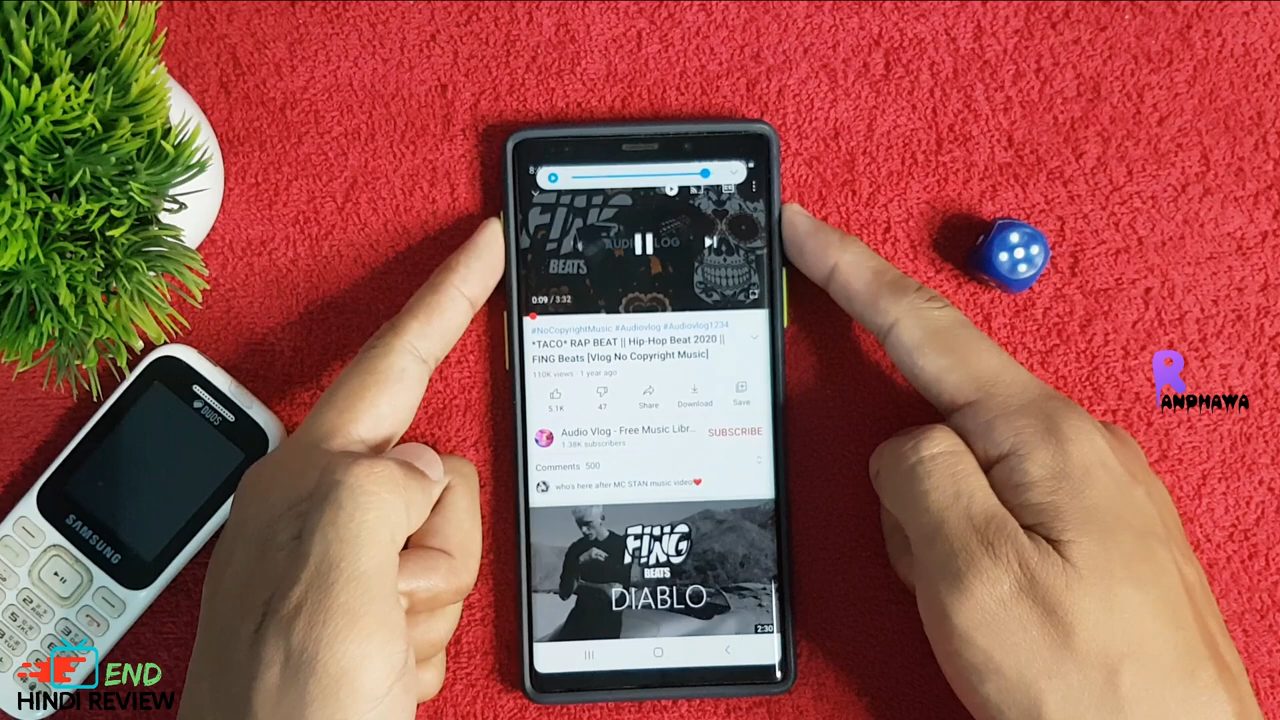 FING
BEATS
AUDI LOG
0:09 / 3:32
#NoCopyrightMusic #Audiovlog #Audiovlog1234
*TACO* RAP BEAT || Hip-Hop Beat 2020 ||
FING Beats [Vlog No Copyright Music]
110K views · 1 year ago
5.1K
47
Share
Download
Save
Audio Vlog - Free Music Libr...
1.38K subscribers
SUBSCRIBE
Comments 500
who's here after MC STAN music video❤
FING
BEATS
DIABLO
2:30
DUOS
SAMSUNG
RANDHAWA
END
HINDI REVIEW